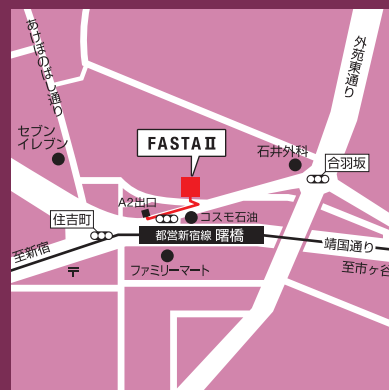 あけぼのばし通り
外苑東通り
セブン
イレブン
FASTAⅡ
石井外科
合羽坂
A2出口
住吉町
コスモ石油
都営新宿線 曙橋
至新宿
靖国通り
〒
ファミリーマート
至市ヶ谷